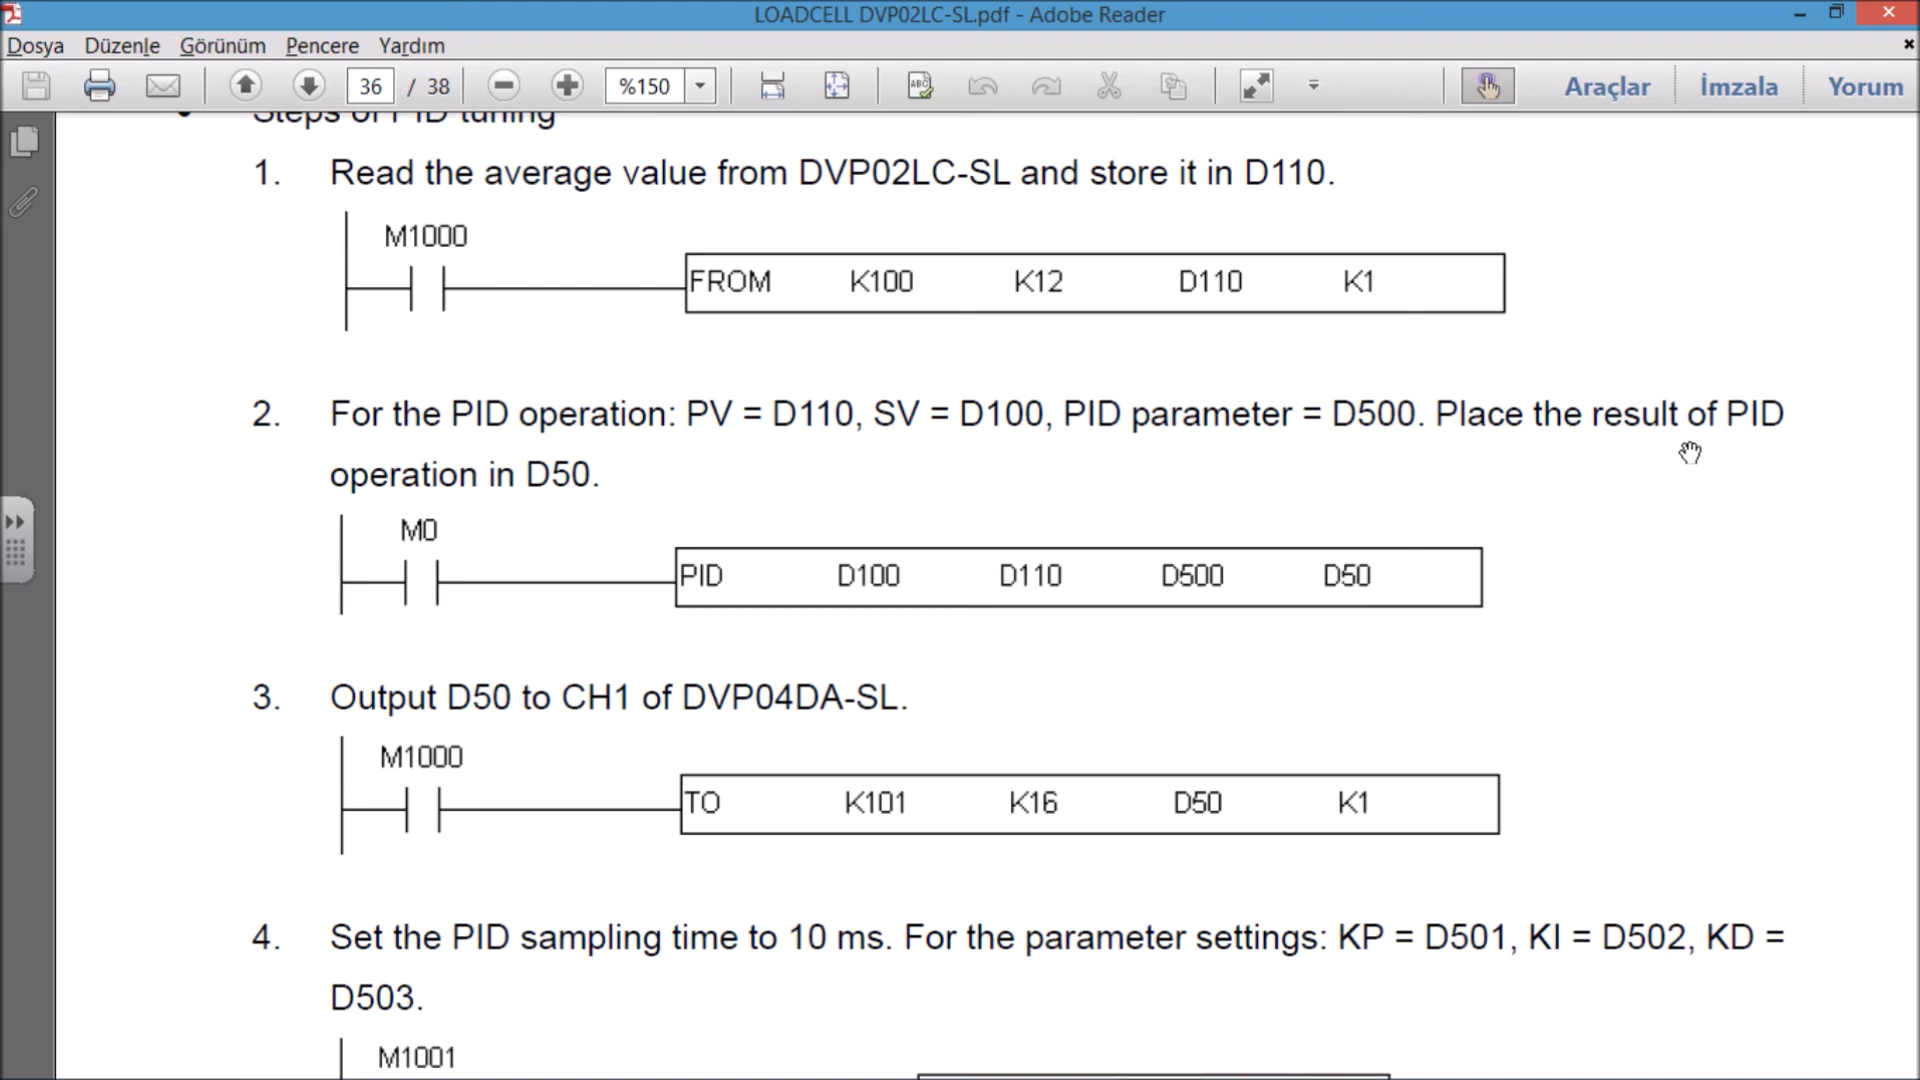 LOADCELL DVP02LC-SL.pdf - Adobe Reader
Dosya Düzenle Görünüm Pencere Yardım
36 / 38 %150 Araçlar İmzala Yorum
Steps of PID tuning
1. Read the average value from DVP02LC-SL and store it in D110.
M1000
FROM K100 K12 D110 K1
2. For the PID operation: PV = D110, SV = D100, PID parameter = D500. Place the result of PID
operation in D50.
M0
PID D100 D110 D500 D50
3. Output D50 to CH1 of DVP04DA-SL.
M1000
TO K101 K16 D50 K1
4. Set the PID sampling time to 10 ms. For the parameter settings: KP = D501, KI = D502, KD =
D503.
M1001